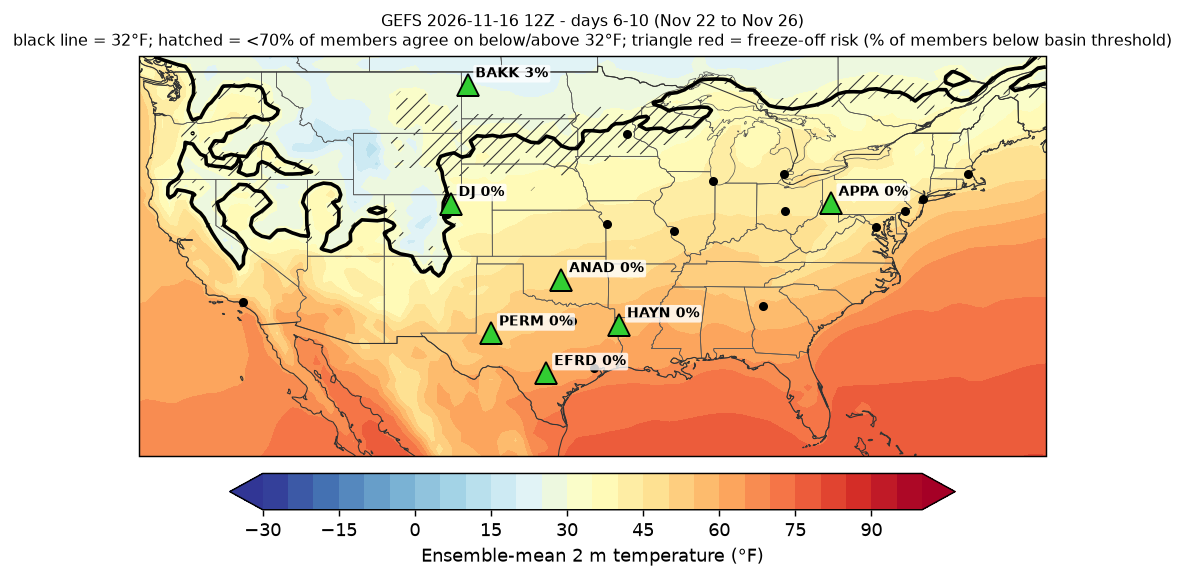 GEFS 2026-11-16 12Z - days 6-10 (Nov 22 to Nov 26)
black line = 32°F; hatched = <70% of members agree on below/above 32°F; triangle red = freeze-off risk (% of members below basin threshold)
BAKK 3%
DJ 0%
APPA 0%
ANAD 0%
HAYN 0%
PERM 0%
EFRD 0%
−30 −15 0 15 30 45 60 75 90
Ensemble-mean 2 m temperature (°F)